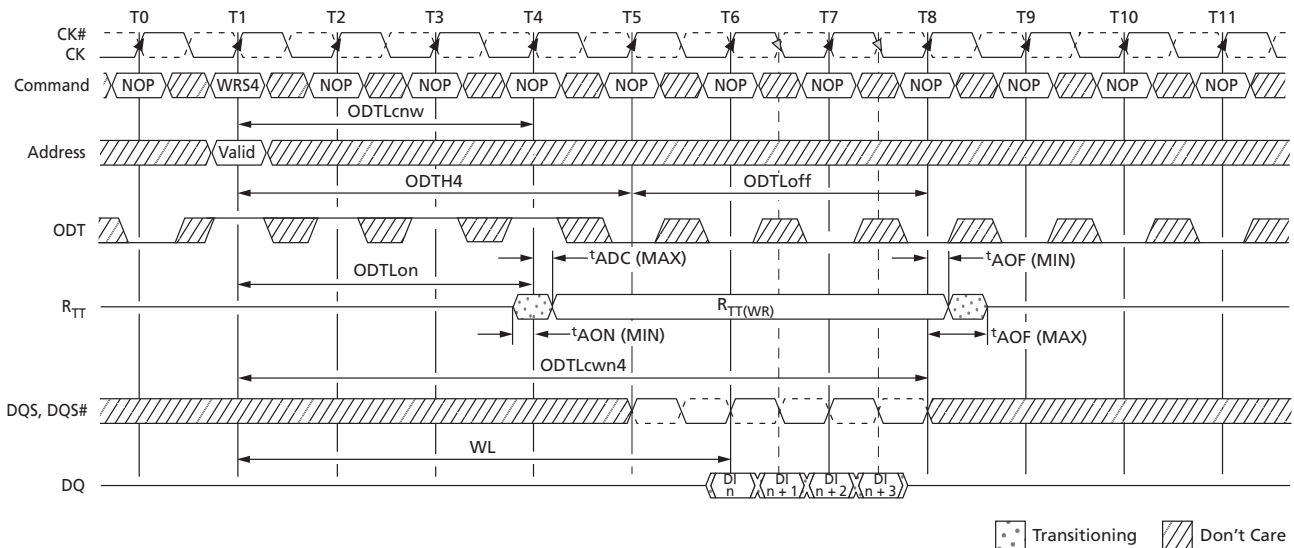 T0 T1 T2 T3 T4 T5 T6 T7 T8 T9 T10 T11
CK#
CK
Command NOP WRS4 NOP NOP NOP NOP NOP NOP NOP NOP NOP NOP
ODTLcnw
Address Valid
ODTH4 ODTLoff
ODT
tADC (MAX) tAOF (MIN)
ODTLon
RTT RTT(WR)
tAON (MIN) tAOF (MAX)
ODTLcwn4
DQS, DQS#
WL
DQ DI n DI n + 1 DI n + 2 DI n + 3
Transitioning Don't Care